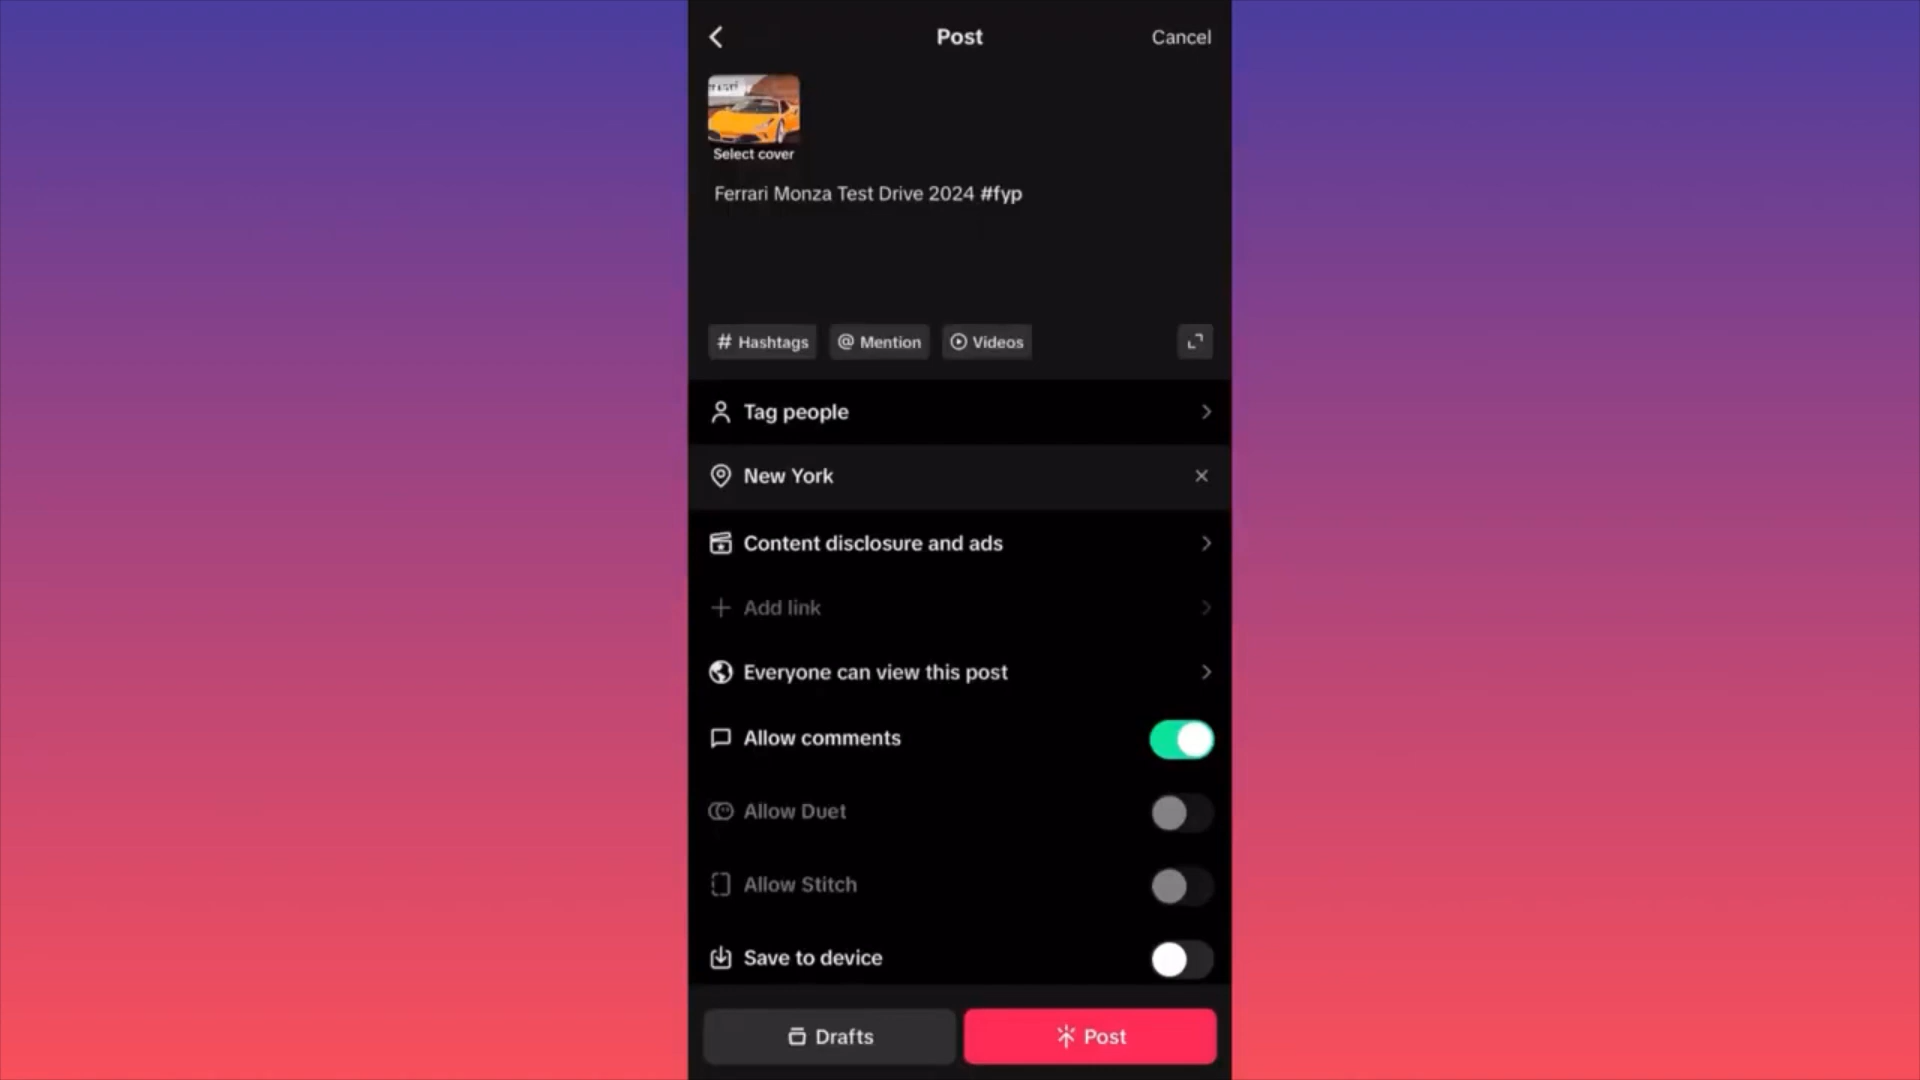 Post
Cancel
Select cover
Ferrari Monza Test Drive 2024 #fyp
# Hashtags
@ Mention
Videos
Tag people
New York
Content disclosure and ads
Add link
Everyone can view this post
Allow comments
Allow Duet
Allow Stitch
Save to device
Drafts
Post